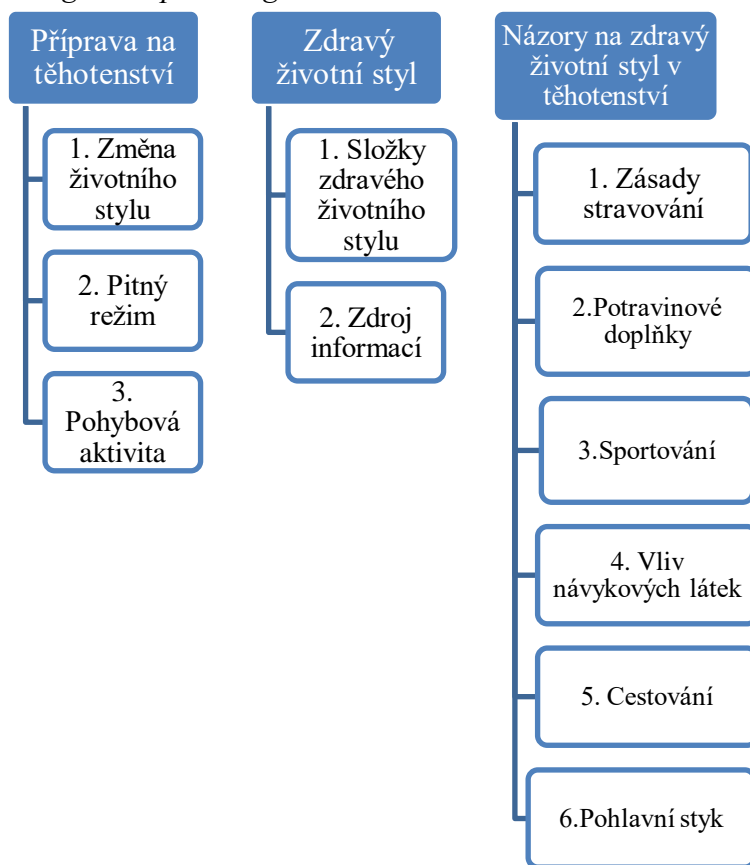 Příprava na
těhotenství
1. Změna
životního
stylu
2. Pitný
režim
3.
Pohybová
aktivita
Zdravý
životní styl
1. Složky
zdravého
životního
stylu
2. Zdroj
informací
Názory na zdravý
životní styl v
těhotenství
1. Zásady
stravování
2.Potravinové
doplňky
3.Sportování
4. Vliv
návykových látek
5. Cestování
6.Pohlavní styk